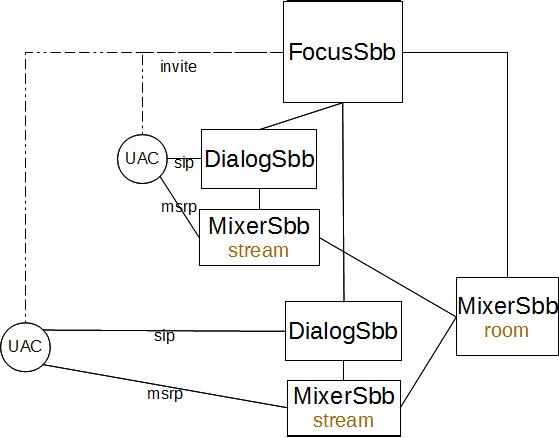 FocusSbb
invite
UAC
sip
DialogSbb
msrp
MixerSbb
stream
MixerSbb
room
UAC
sip
DialogSbb
msrp
MixerSbb
stream